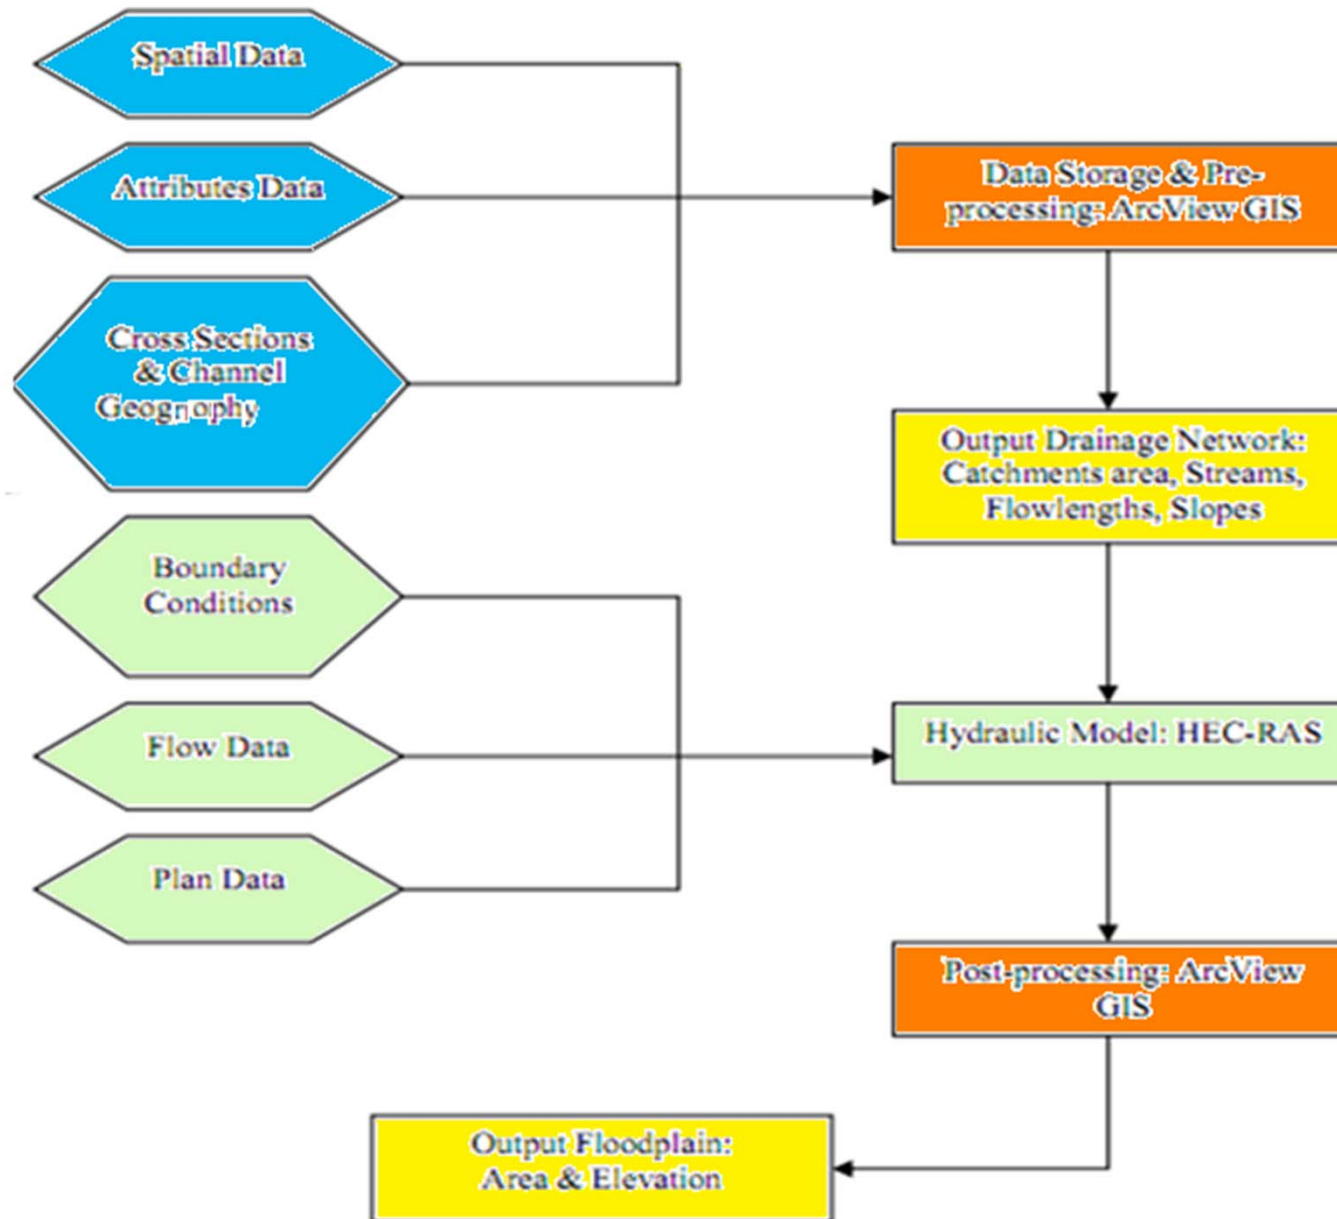 Spatial Data
Attributes Data
Cross Sections
& Channel
Boundary
Conditions
Flow Data
Plan Data
Data Storage & Pre-
processing: ArcView GIS
Output Drainage Network:
Catchments area, Streams,
Flowlengths, Slopes
Hydraulic Model: HEC-RAS
Post-processing: ArcView
GIS
Output Floodplain:
Area & Elevation